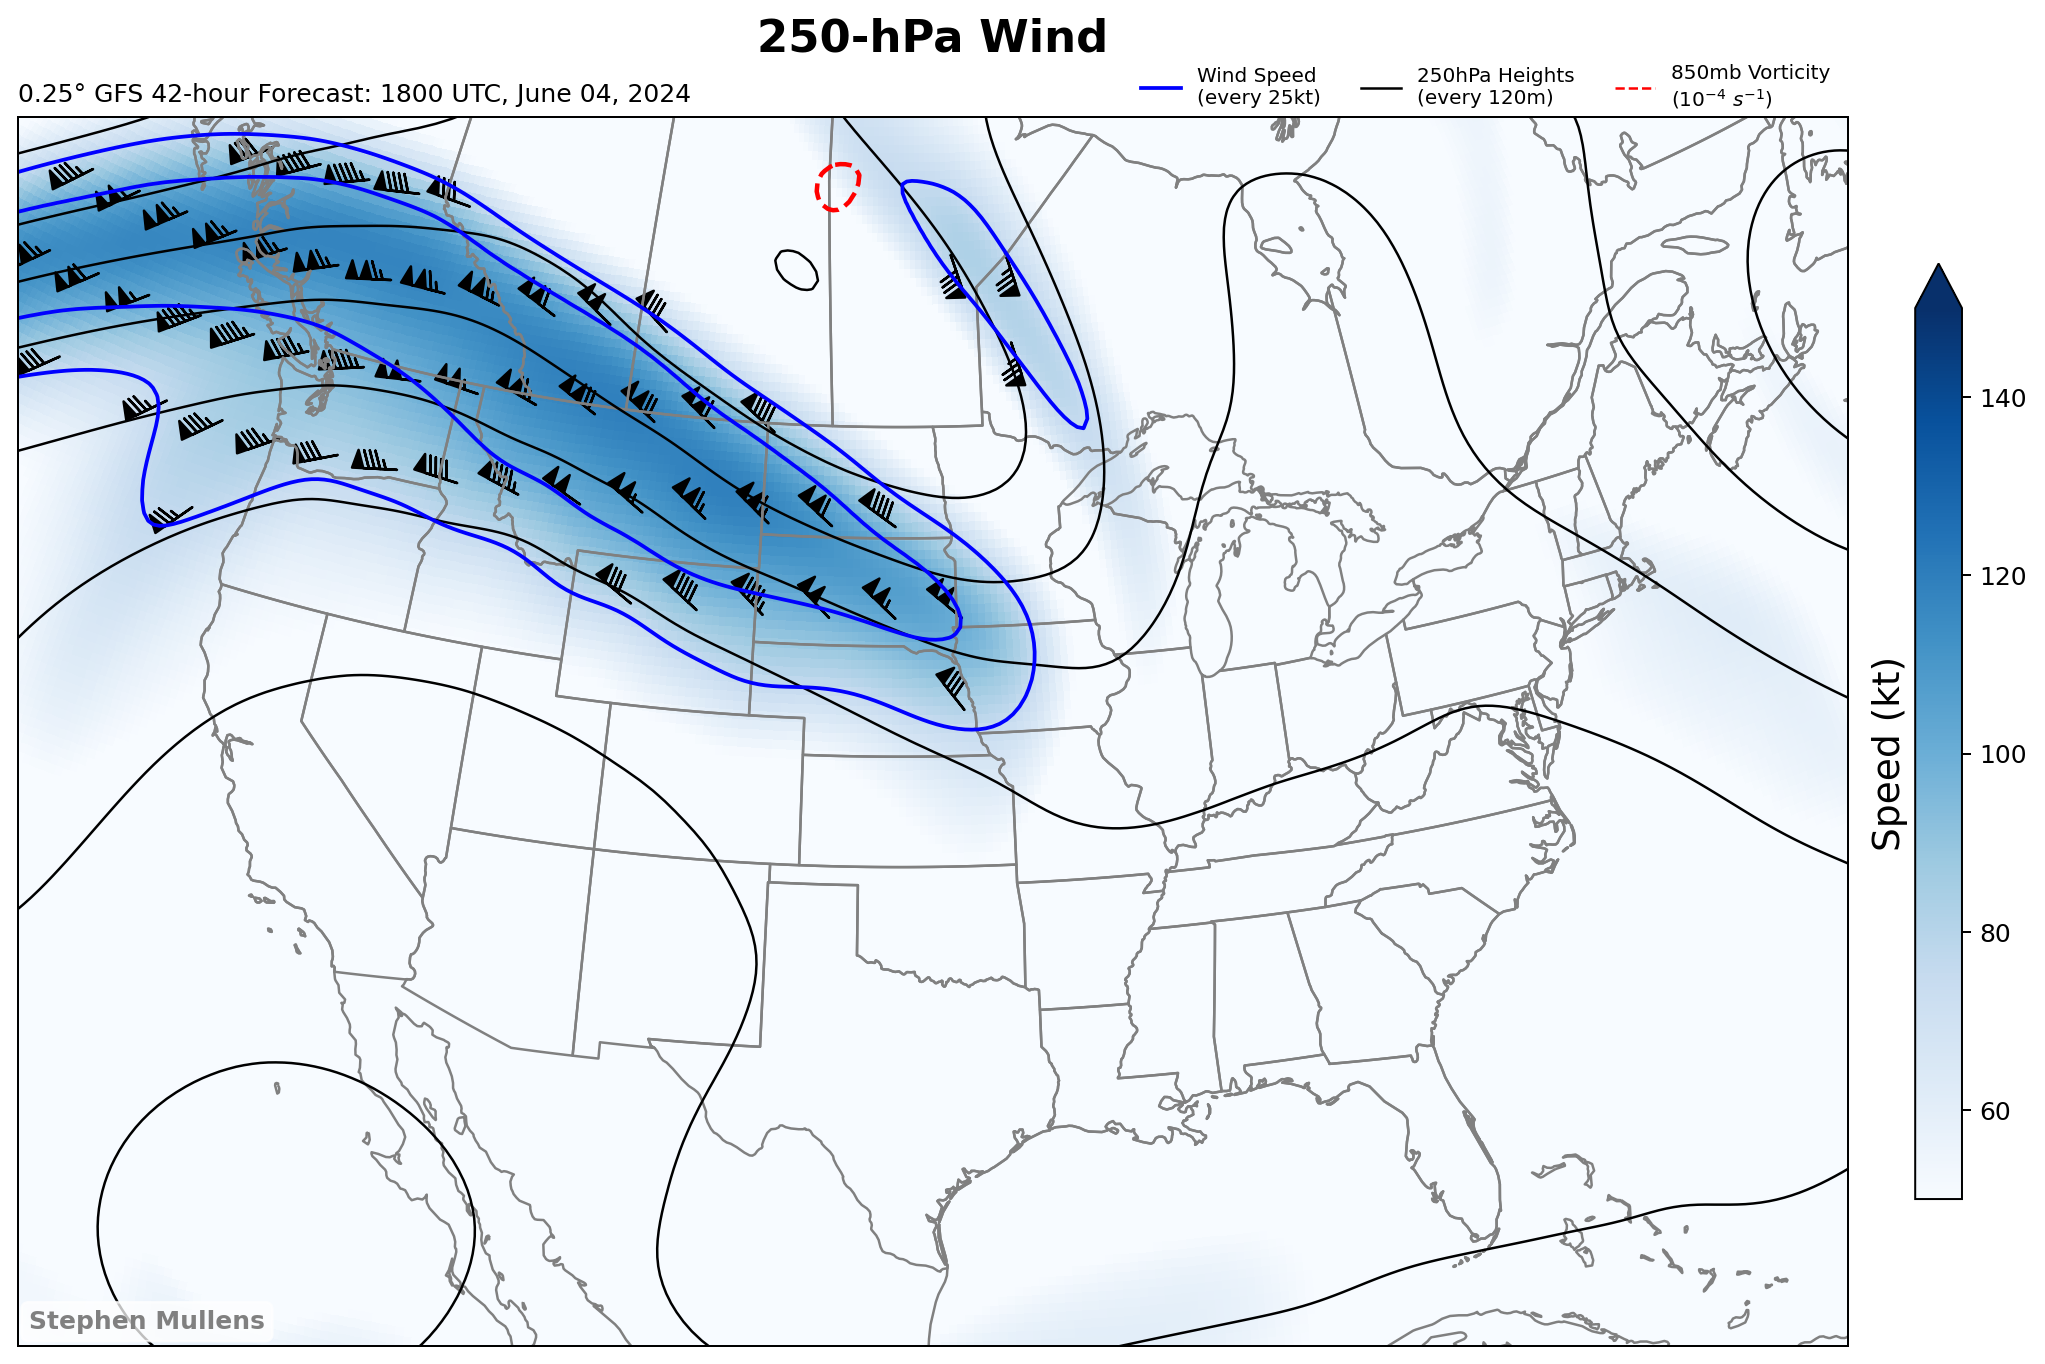 250-hPa Wind
0.25° GFS 42-hour Forecast: 1800 UTC, June 04, 2024
Wind Speed
(every 25kt)
250hPa Heights
(every 120m)
850mb Vorticity
(10⁻⁴ s⁻¹)
140
120
100
80
60
Speed (kt)
Stephen Mullens